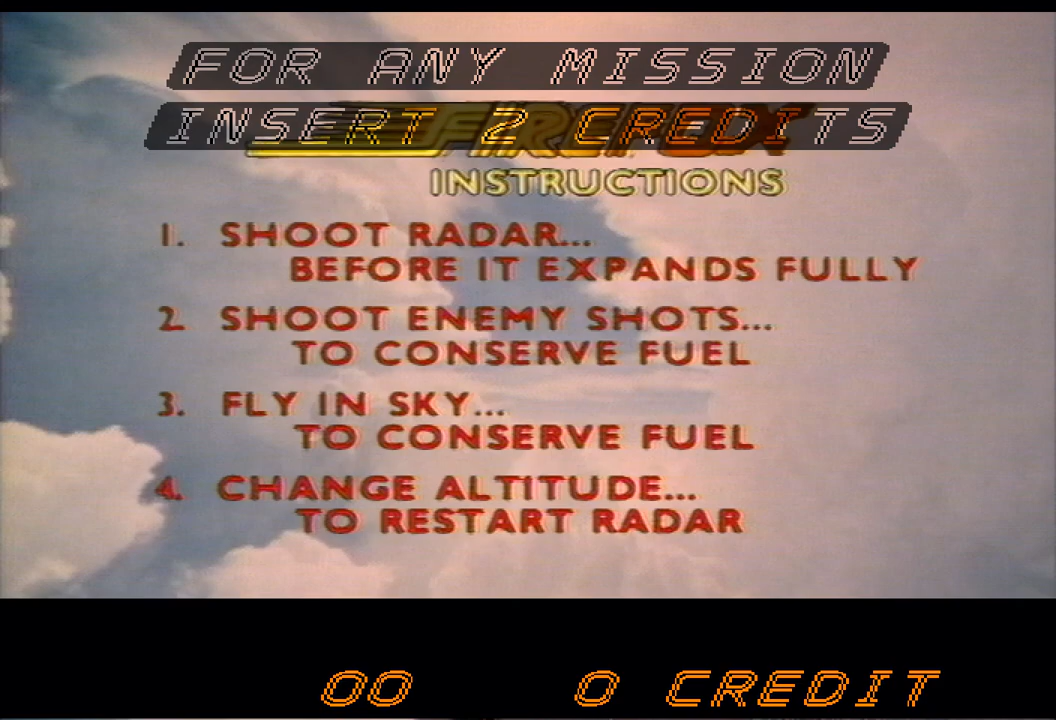 FOR ANY MISSION
INSERT 2 CREDITS
FIREFOX
INSTRUCTIONS
1. SHOOT RADAR...
BEFORE IT EXPANDS FULLY
2. SHOOT ENEMY SHOTS...
TO CONSERVE FUEL
3. FLY IN SKY...
TO CONSERVE FUEL
4. CHANGE ALTITUDE...
TO RESTART RADAR
00 0 CREDIT